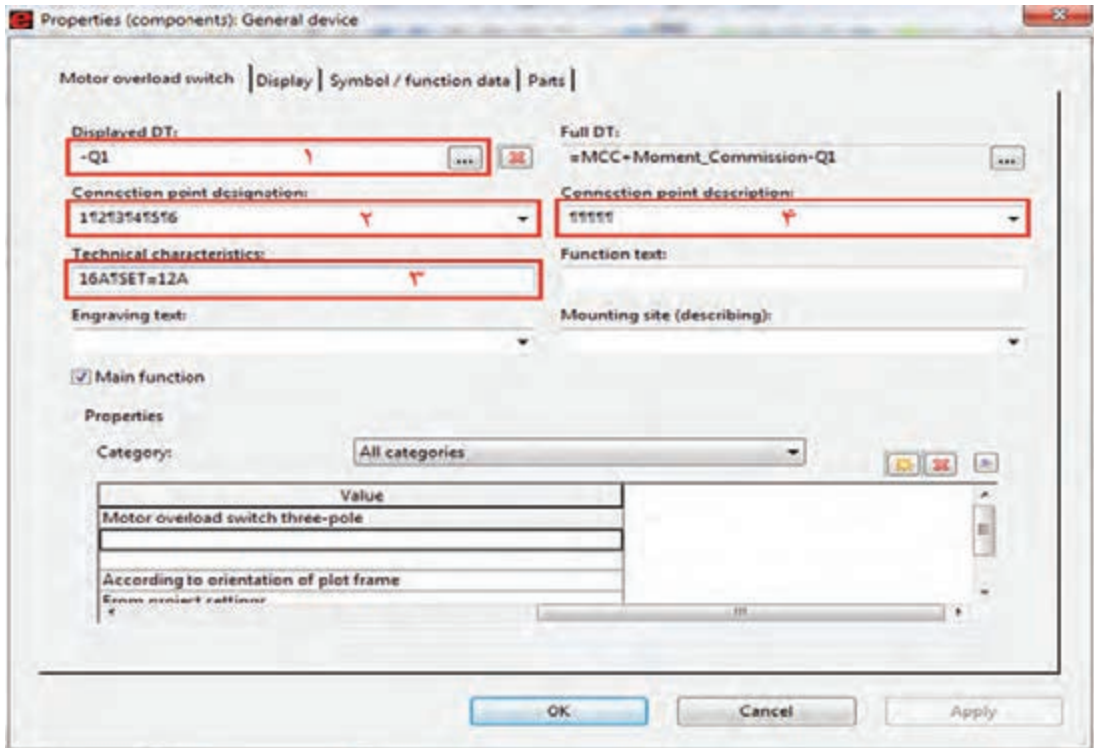 Properties (components): General device
Motor overload switch Display Symbol / function data Parts
Displayed DT: Full DT:
-Q1 ۱ ... =MCC+Moment_Commission-Q1 ...
Connection point designation: Connection point description:
1¶2¶3¶4¶5¶6 ۲ ¶¶¶¶¶ ۴
Technical characteristics: Function text:
16A¶SET=12A ۳
Engraving text: Mounting site (describing):
Main function
Properties
Category: All categories
Value
Motor overload switch three-pole
According to orientation of plot frame
From project settings
OK Cancel Apply